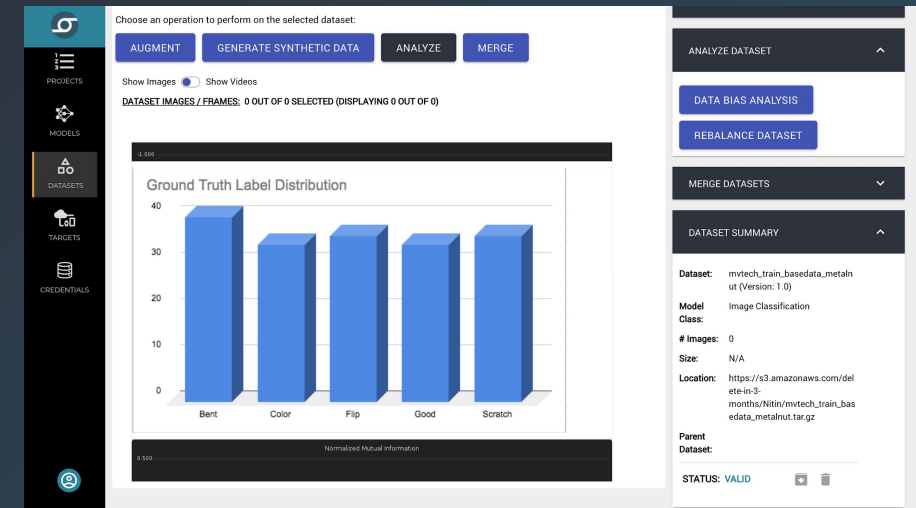 PROJECTS
MODELS
DATASETS
TARGETS
CREDENTIALS
Choose an operation to perform on the selected dataset:
AUGMENT
GENERATE SYNTHETIC DATA
ANALYZE
MERGE
Show Images
Show Videos
DATASET IMAGES / FRAMES: 0 OUT OF 0 SELECTED (DISPLAYING 0 OUT OF 0)
-1.000
Ground Truth Label Distribution
40
30
20
10
0
Bent
Color
Flip
Good
Scratch
Normalized Mutual Information
0.500
ANALYZE DATASET
DATA BIAS ANALYSIS
REBALANCE DATASET
MERGE DATASETS
DATASET SUMMARY
Dataset: mvtech_train_basedata_metaln
ut (Version: 1.0)
Model Image Classification
Class:
# Images: 0
Size: N/A
Location: https://s3.amazonaws.com/del
ete-in-3-
months/Nitin/mvtech_train_bas
edata_metalnut.tar.gz
Parent
Dataset:
STATUS: VALID